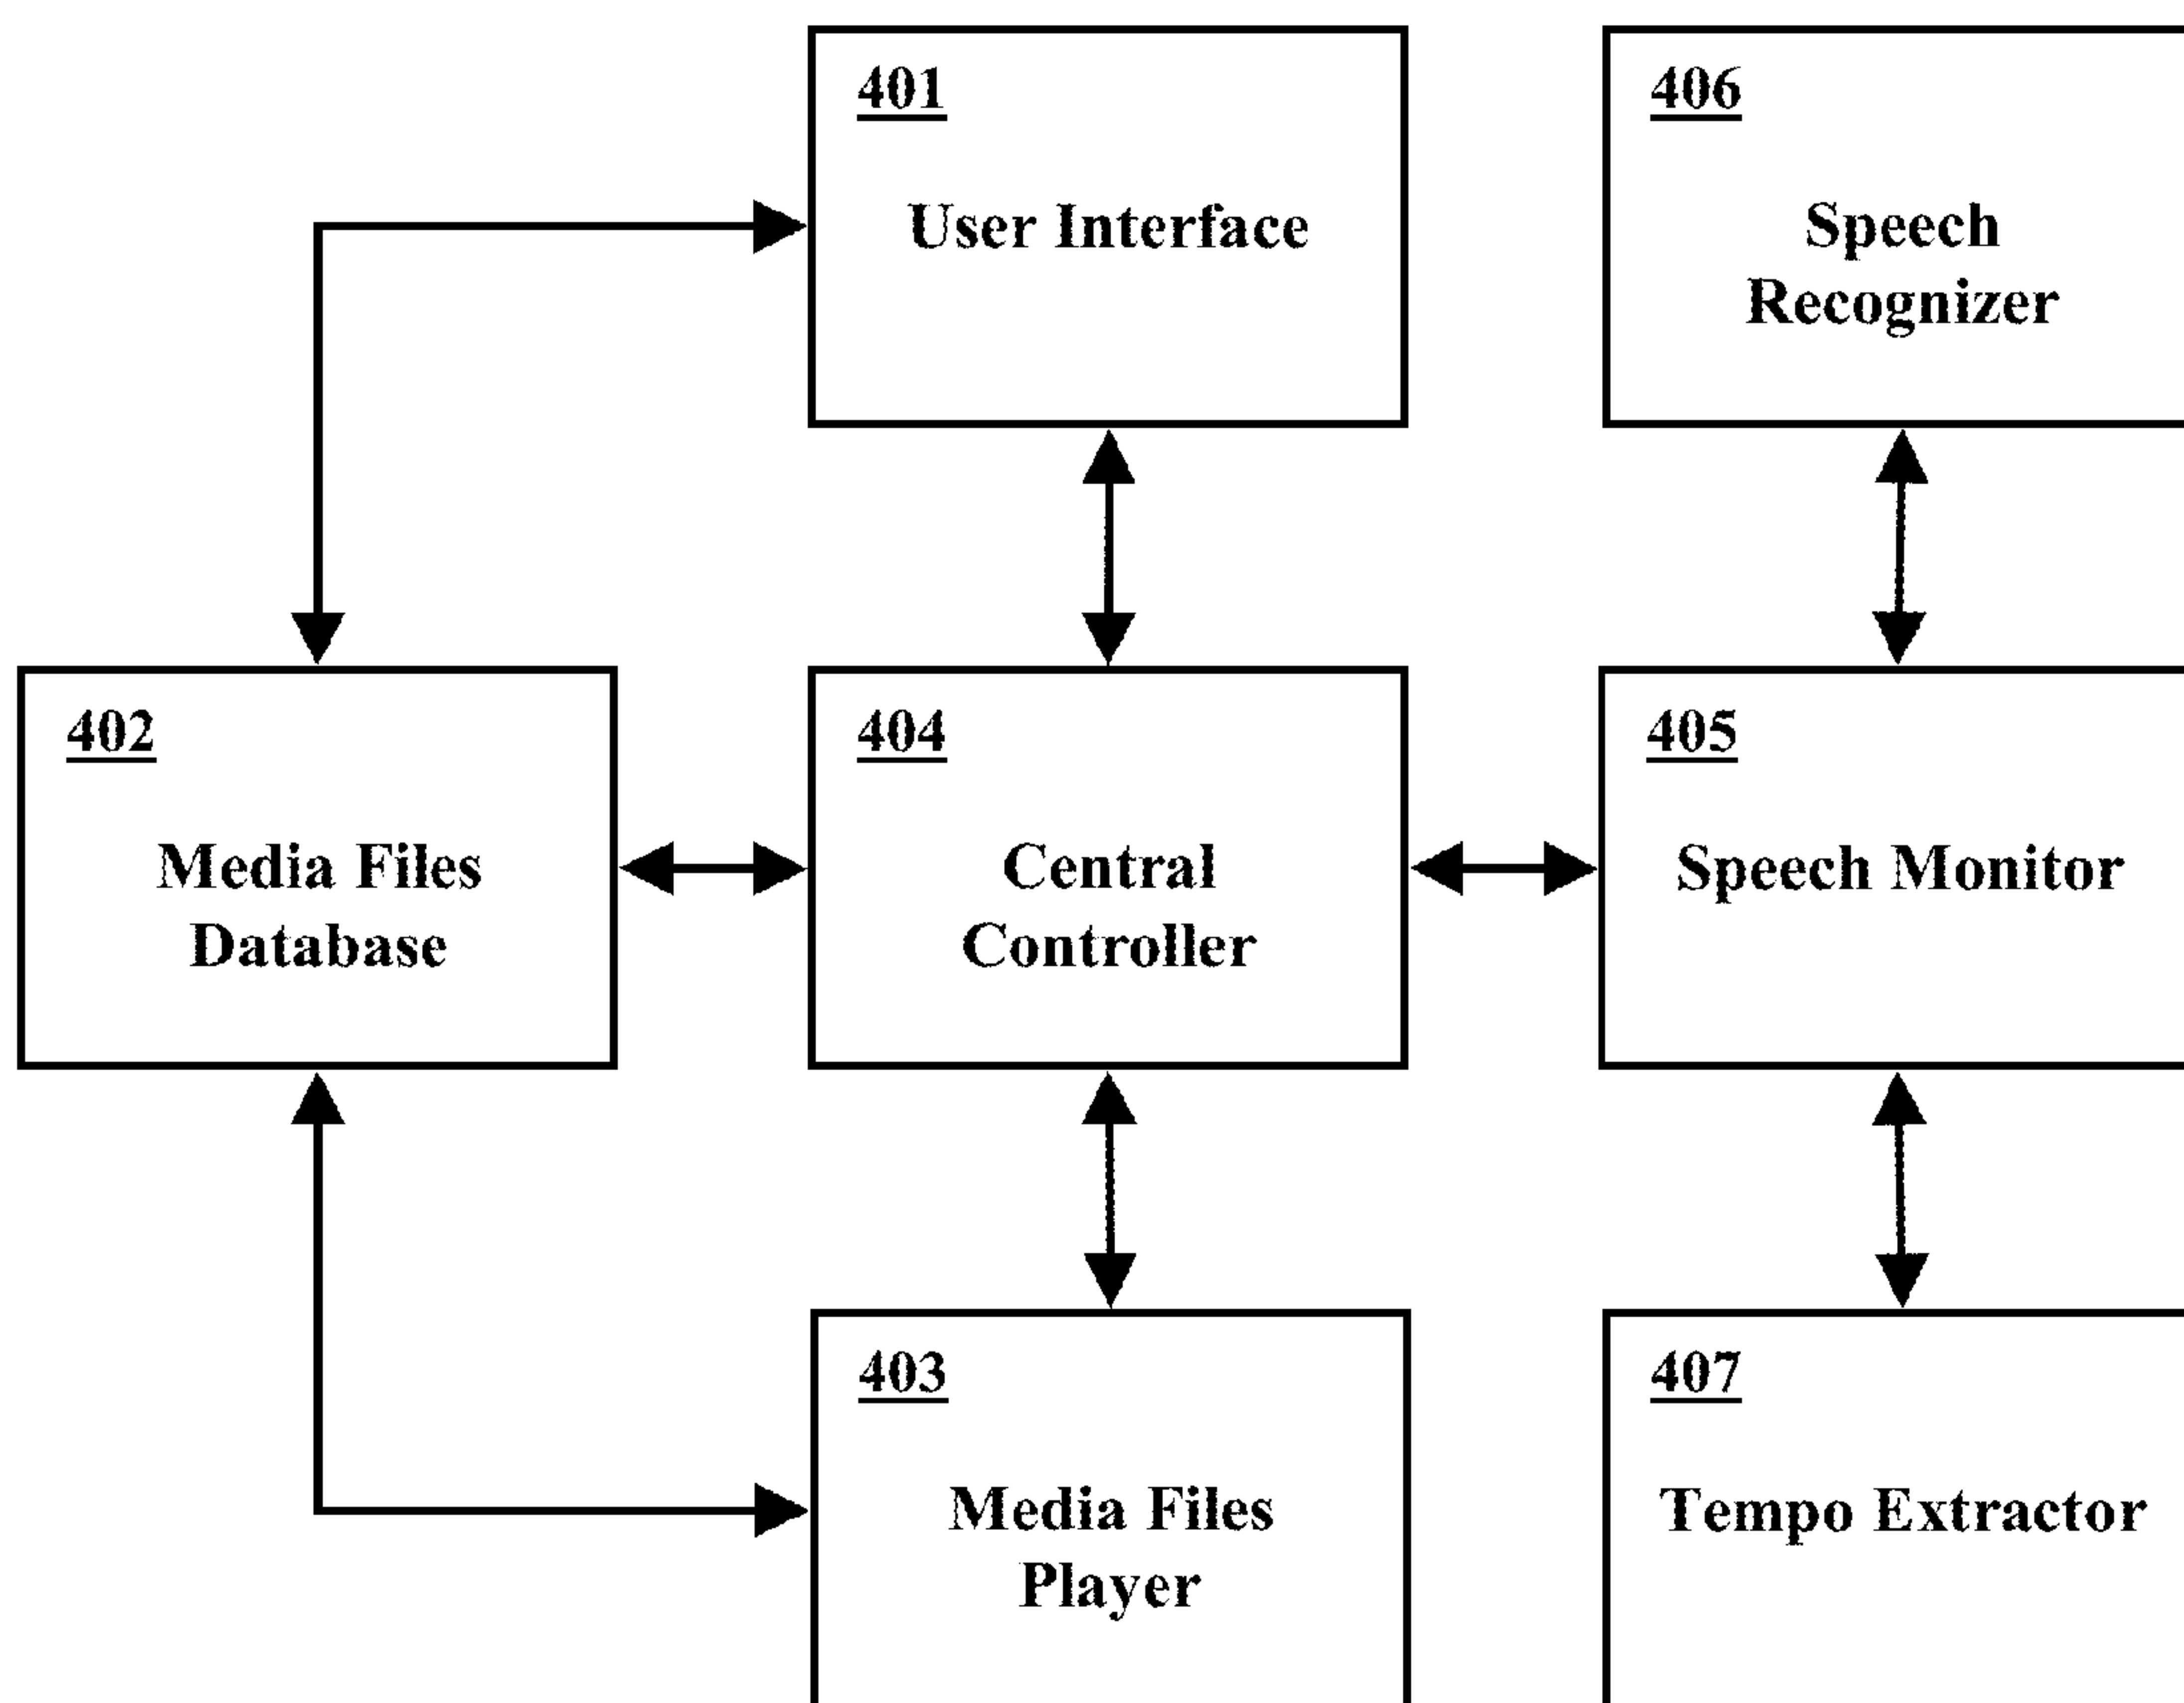 401
User Interface
406
Speech
Recognizer
402
Media Files
Database
404
Central
Controller
405
Speech Monitor
403
Media Files
Player
407
Tempo Extractor